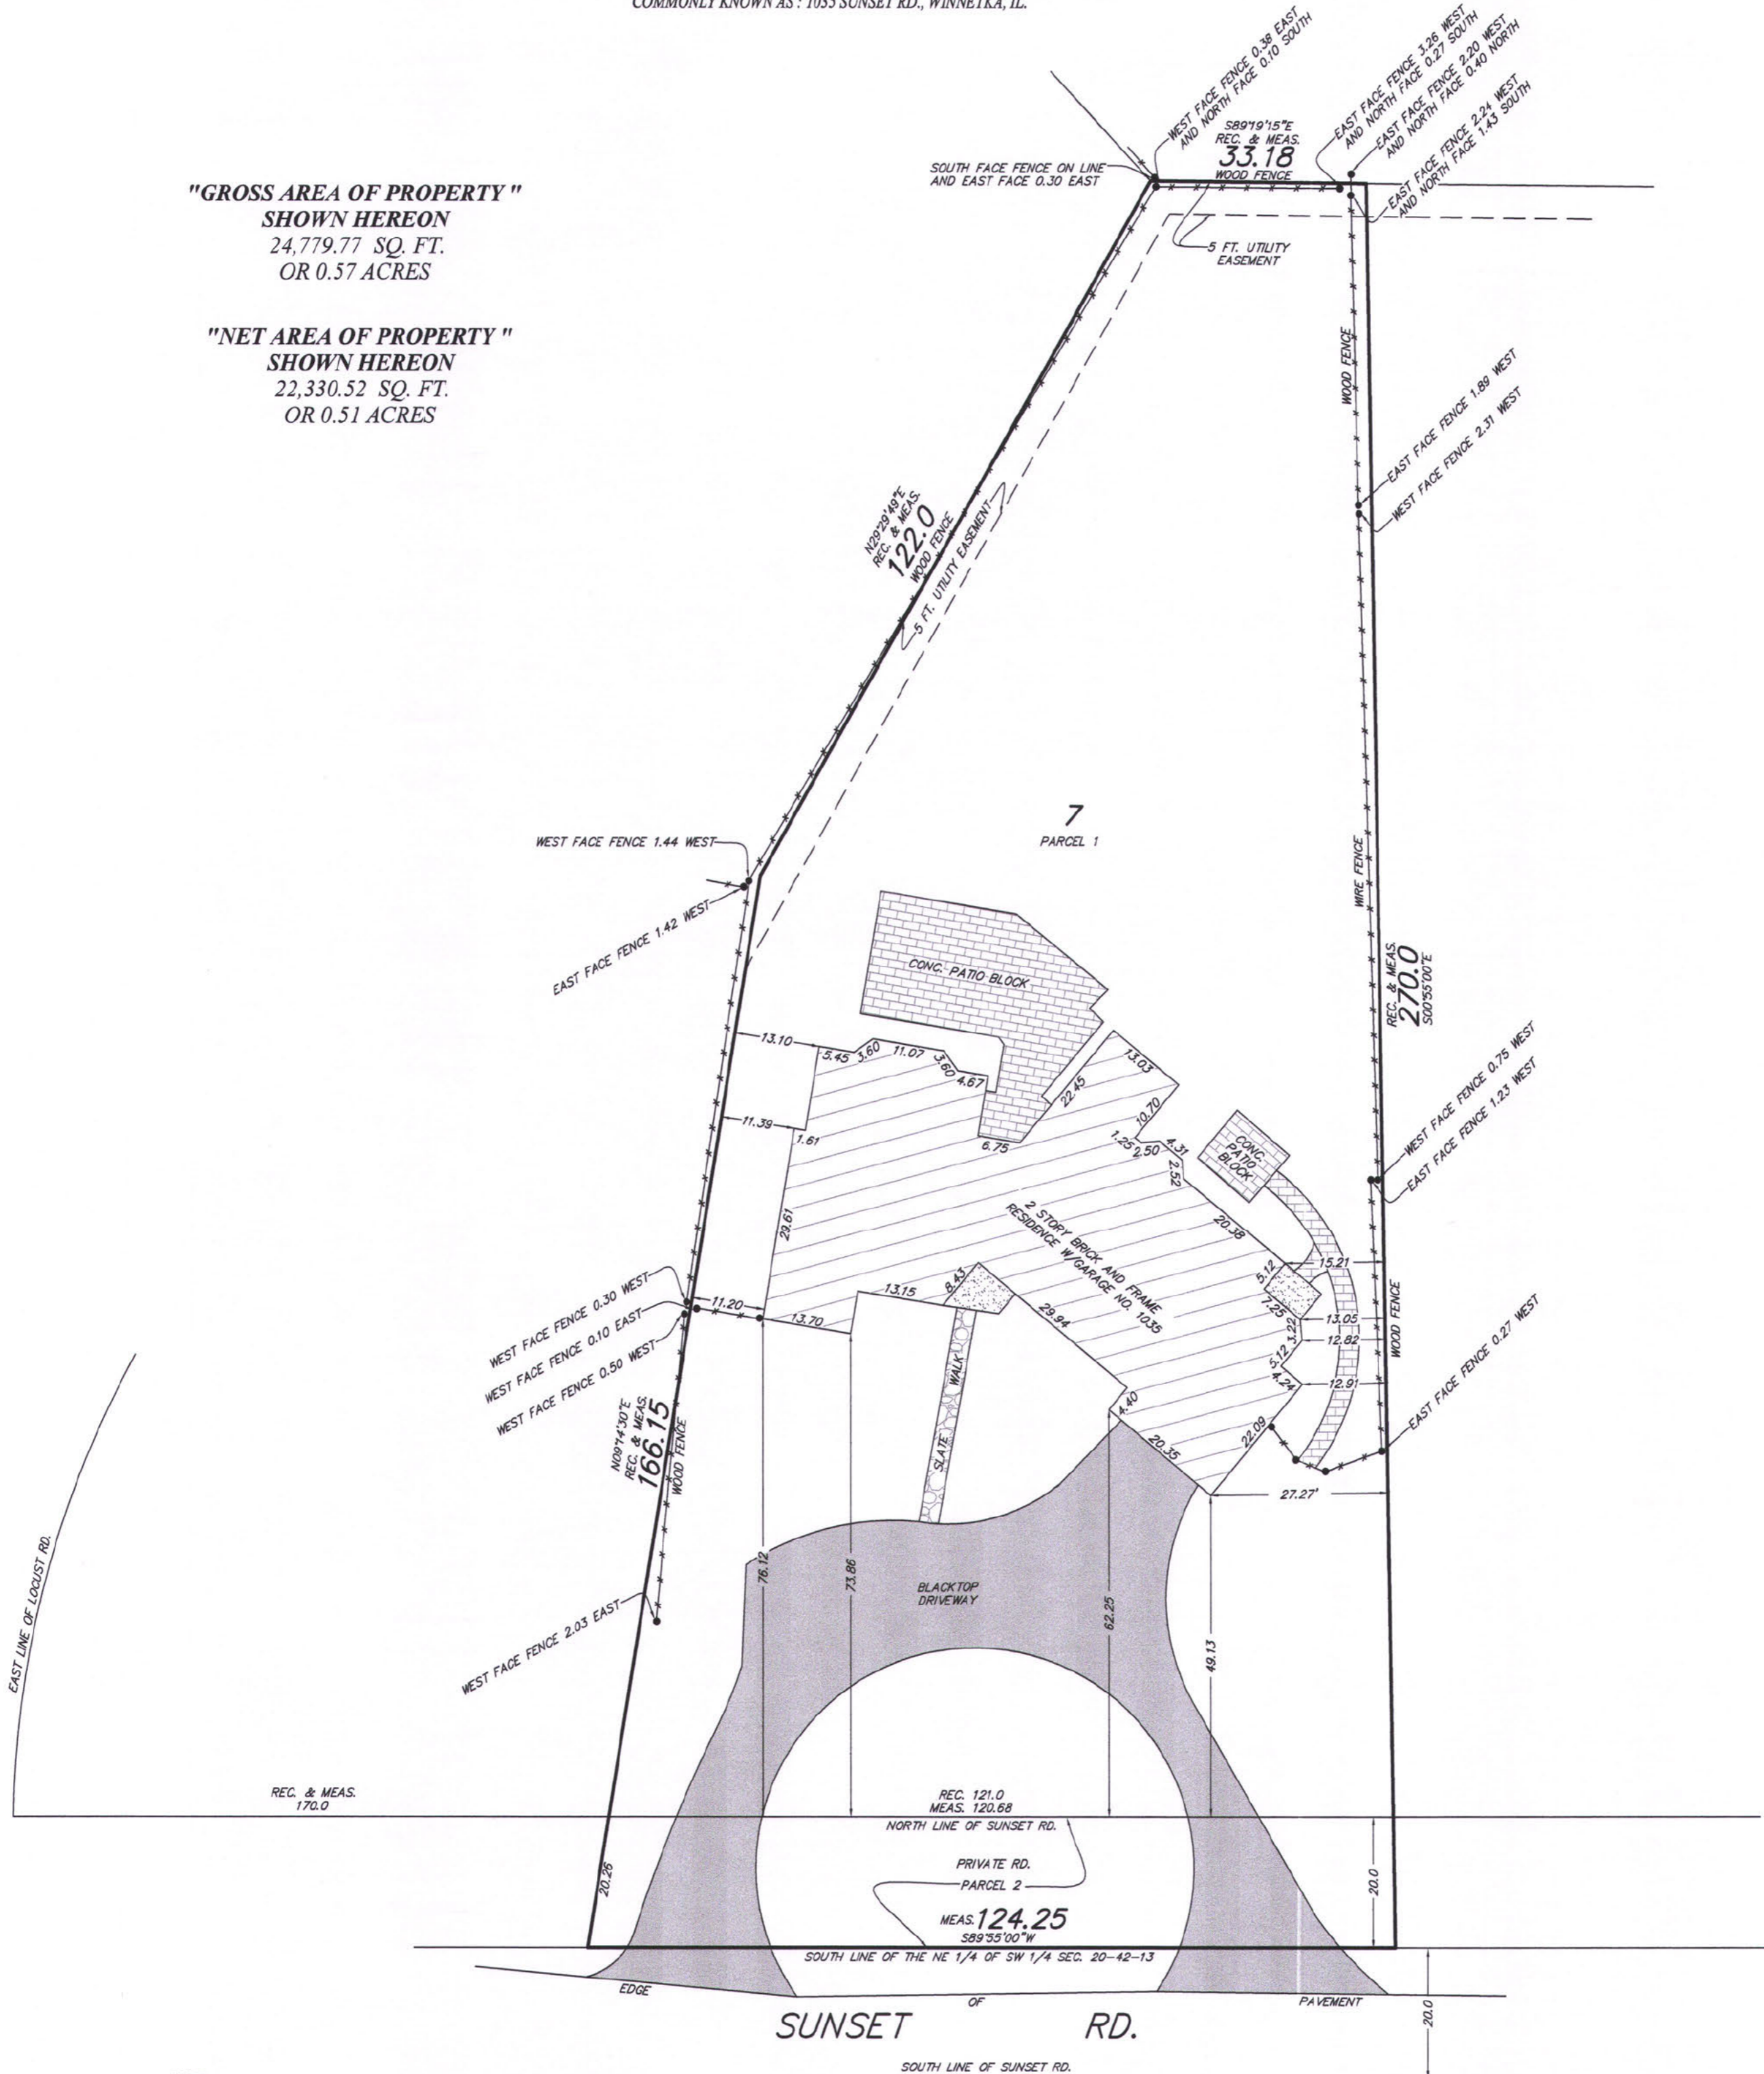 COMMONLY KNOWN AS : 1035 SUNSET RD., WINNETKA, IL.
"GROSS AREA OF PROPERTY "
SHOWN HEREON
24,779.77 SQ. FT.
OR 0.57 ACRES
"NET AREA OF PROPERTY "
SHOWN HEREON
22,330.52 SQ. FT.
OR 0.51 ACRES
WEST FACE FENCE 0.38 EAST
AND NORTH FACE 0.10 SOUTH
EAST FACE FENCE 3.26 WEST
AND NORTH FACE 0.27 SOUTH
EAST FACE FENCE 2.20 WEST
AND NORTH FACE 0.40 NORTH
EAST FACE FENCE 2.24 WEST
AND NORTH FACE 1.43 SOUTH
S89°19'15"E
REC. & MEAS.
33.18
WOOD FENCE
SOUTH FACE FENCE ON LINE
AND EAST FACE 0.30 EAST
5 FT. UTILITY
EASEMENT
WOOD FENCE
EAST FACE FENCE 1.89 WEST
WEST FACE FENCE 2.31 WEST
N29°29'49"E
REC. & MEAS.
122.0
WOOD FENCE
5 FT. UTILITY EASEMENT
7
PARCEL 1
WEST FACE FENCE 1.44 WEST
EAST FACE FENCE 1.42 WEST
WIRE FENCE
REC. & MEAS.
270.0
S00°55'00"E
CONC. PATIO BLOCK
13.10
5.45
3.60
11.07
3.60
4.67
13.03
22.45
10.70
11.39
1.61
6.75
1.25
2.50
4.31
2.52
CONC.
PATIO
BLOCK
WEST FACE FENCE 0.75 WEST
EAST FACE FENCE 1.23 WEST
29.61
2 STORY BRICK AND FRAME
RESIDENCE W/GARAGE NO. 1035
20.38
15.21
5.12
7.25
13.05
3.22
12.82
5.12
4.24
12.91
WOOD FENCE
EAST FACE FENCE 0.27 WEST
WEST FACE FENCE 0.30 WEST
WEST FACE FENCE 0.10 EAST
WEST FACE FENCE 0.50 WEST
11.20
13.70
13.15
8.43
29.94
4.40
20.35
22.09
27.27'
SLATE WALK
N09°14'30"E
REC. & MEAS.
166.15
WOOD FENCE
WEST FACE FENCE 2.03 EAST
76.12
73.86
62.25
49.13
BLACKTOP
DRIVEWAY
EAST LINE OF LOCUST RD.
REC. & MEAS.
170.0
REC. 121.0
MEAS. 120.68
NORTH LINE OF SUNSET RD.
20.26
PRIVATE RD.
PARCEL 2
20.0
MEAS. 124.25
S89°55'00"W
SOUTH LINE OF THE NE 1/4 OF SW 1/4 SEC. 20-42-13
EDGE OF PAVEMENT
20.0
SUNSET RD.
SOUTH LINE OF SUNSET RD.